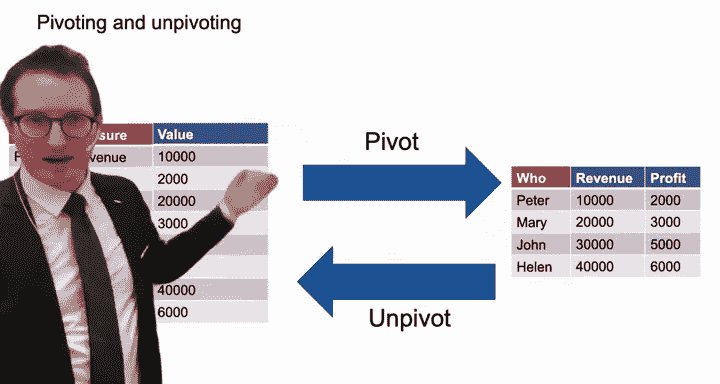 Pivoting and unpivoting
Value
10000
2000
20000
3000
40000
6000
Pivot
Unpivot
Who Revenue Profit
Peter 10000 2000
Mary 20000 3000
John 30000 5000
Helen 40000 6000